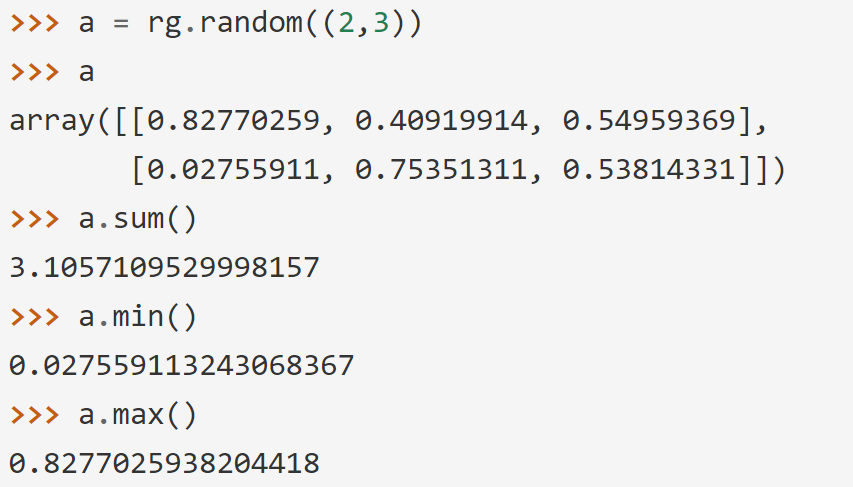 >>> a = rg.random((2,3))
>>> a
array([[0.82770259, 0.40919914, 0.54959369],
       [0.02755911, 0.75351311, 0.53814331]])
>>> a.sum()
3.1057109529998157
>>> a.min()
0.027559113243068367
>>> a.max()
0.8277025938204418